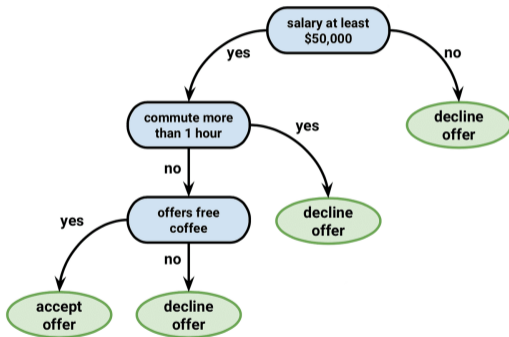 salary at least
$50,000
yes
no
commute more
than 1 hour
yes
decline
offer
no
offers free
coffee
decline
offer
yes
no
accept
offer
decline
offer